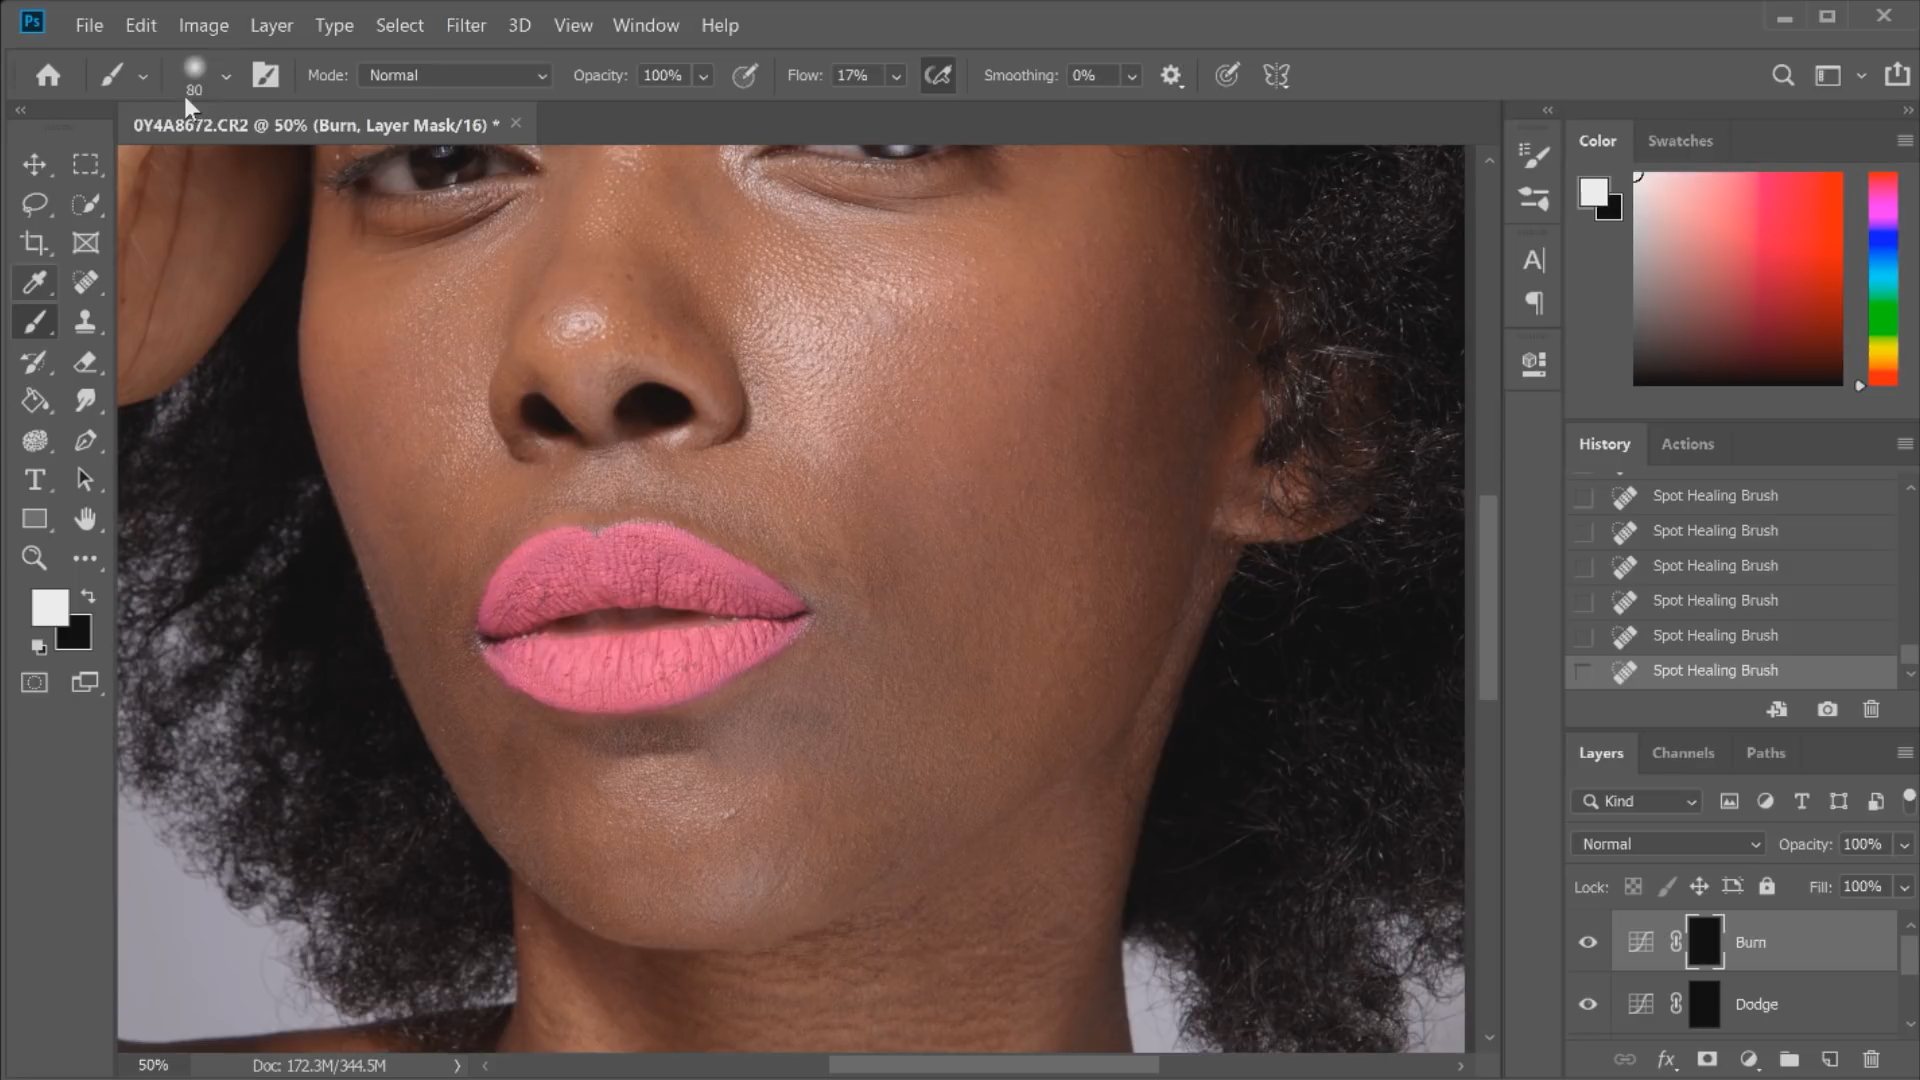 Ps File Edit Image Layer Type Select Filter 3D View Window Help
80 Mode: Normal Opacity: 100% Flow: 17% Smoothing: 0%
0Y4A8672.CR2 @ 50% (Burn, Layer Mask/16) *
Color Swatches
A
T
History Actions
Spot Healing Brush
Spot Healing Brush
Spot Healing Brush
Spot Healing Brush
Spot Healing Brush
Spot Healing Brush
Layers Channels Paths
Kind T
Normal Opacity: 100%
Lock: Fill: 100%
Burn
Dodge
fx
50% Doc: 172.3M/344.5M